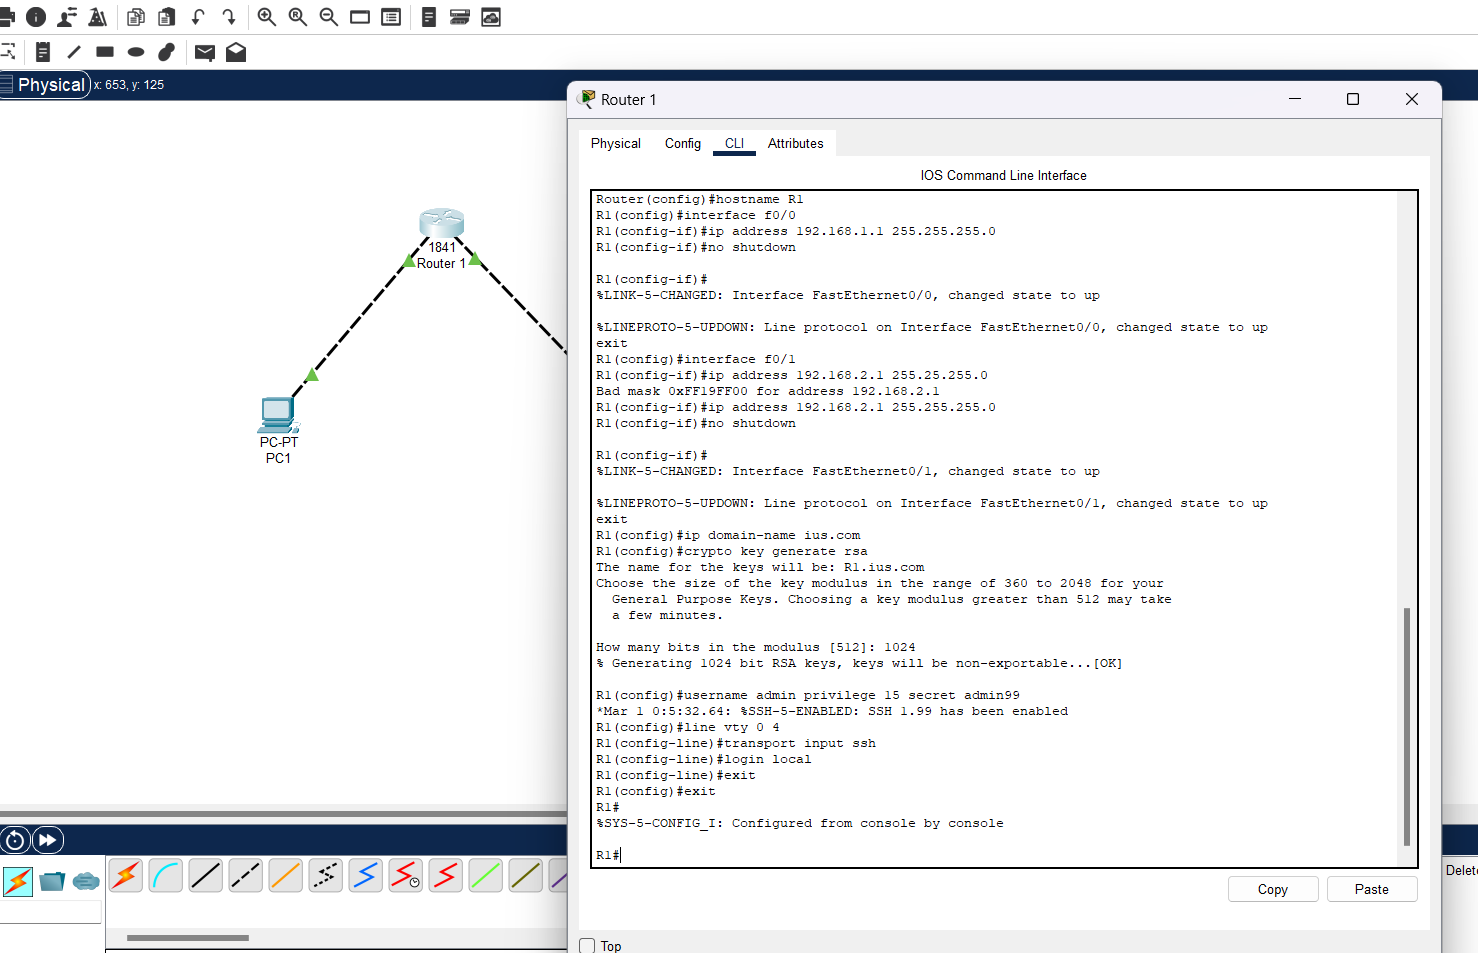 Physical
x: 653, y: 125
1841
Router 1
PC-PT
PC1
Router 1
Physical
Config
CLI
Attributes
IOS Command Line Interface
Router(config)#hostname R1
R1(config)#interface f0/0
R1(config-if)#ip address 192.168.1.1 255.255.255.0
R1(config-if)#no shutdown
R1(config-if)#
%LINK-5-CHANGED: Interface FastEthernet0/0, changed state to up
%LINEPROTO-5-UPDOWN: Line protocol on Interface FastEthernet0/0, changed state to up
exit
R1(config)#interface f0/1
R1(config-if)#ip address 192.168.2.1 255.25.255.0
Bad mask 0xFF19FF00 for address 192.168.2.1
R1(config-if)#ip address 192.168.2.1 255.255.255.0
R1(config-if)#no shutdown
R1(config-if)#
%LINK-5-CHANGED: Interface FastEthernet0/1, changed state to up
%LINEPROTO-5-UPDOWN: Line protocol on Interface FastEthernet0/1, changed state to up
exit
R1(config)#ip domain-name ius.com
R1(config)#crypto key generate rsa
The name for the keys will be: R1.ius.com
Choose the size of the key modulus in the range of 360 to 2048 for your
General Purpose Keys. Choosing a key modulus greater than 512 may take
a few minutes.
How many bits in the modulus [512]: 1024
% Generating 1024 bit RSA keys, keys will be non-exportable...[OK]
R1(config)#username admin privilege 15 secret admin99
*Mar 1 0:5:32.64: %SSH-5-ENABLED: SSH 1.99 has been enabled
R1(config)#line vty 0 4
R1(config-line)#transport input ssh
R1(config-line)#login local
R1(config-line)#exit
R1(config)#exit
R1#
%SYS-5-CONFIG_I: Configured from console by console
R1#
Copy
Paste
Top
Delet